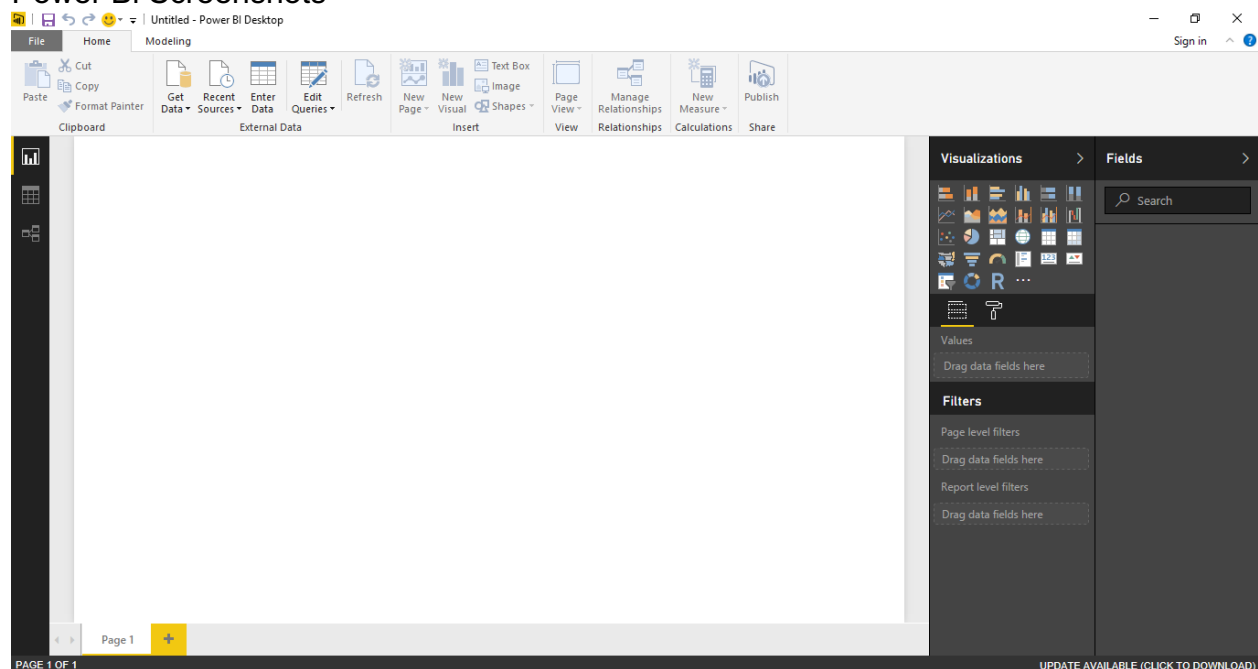 Power BI Screenshots
Untitled - Power BI Desktop
File Home Modeling Sign in
Paste
Cut
Copy
Format Painter
Get Data
Recent Sources
Enter Data
Edit Queries
Refresh
New Page
New Visual
Text Box
Image
Shapes
Page View
Manage Relationships
New Measure
Publish
Clipboard External Data Insert View Relationships Calculations Share
Visualizations
Fields
Search
123
R
Values
Drag data fields here
Filters
Page level filters
Drag data fields here
Report level filters
Drag data fields here
Page 1
PAGE 1 OF 1
UPDATE AVAILABLE (CLICK TO DOWNLOAD)